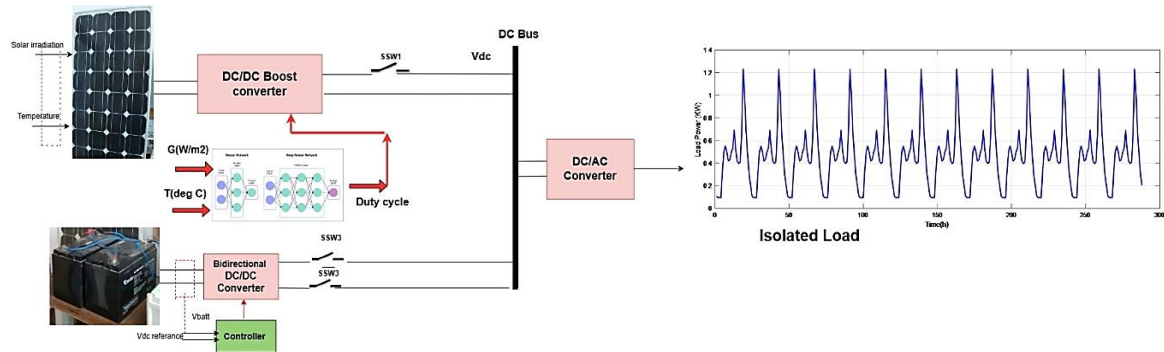 DC Bus
Solar irradiation
SSW1
Vdc
DC/DC Boost
converter
Temperature
G(W/m2)
T(deg C)
Duty cycle
DC/AC
Converter
Load Power (KW)
1.4
1.2
1
0.8
0.6
0.4
0.2
0
0
50
100
150
200
250
300
Time(h)
Isolated Load
SSW3
SSW3
Bidirectional
DC/DC
Converter
Vbatt
Vdc referance
Controller